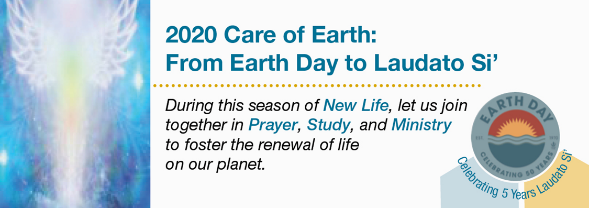 2020 Care of Earth:
From Earth Day to Laudato Si’
During this season of New Life, let us join
together in Prayer, Study, and Ministry
to foster the renewal of life
on our planet.
EARTH DAY
CELEBRATING 50 YEARS
Celebrating 5 Years Laudato Si’